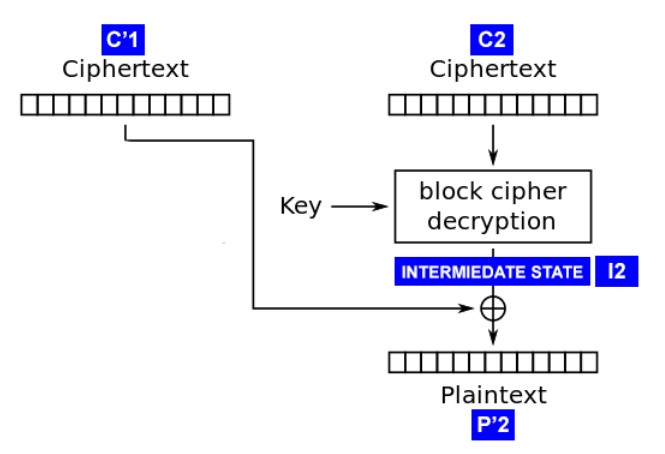 C'1
Ciphertext
C2
Ciphertext
Key
block cipher
decryption
INTERMIEDATE STATE
I2
Plaintext
P'2